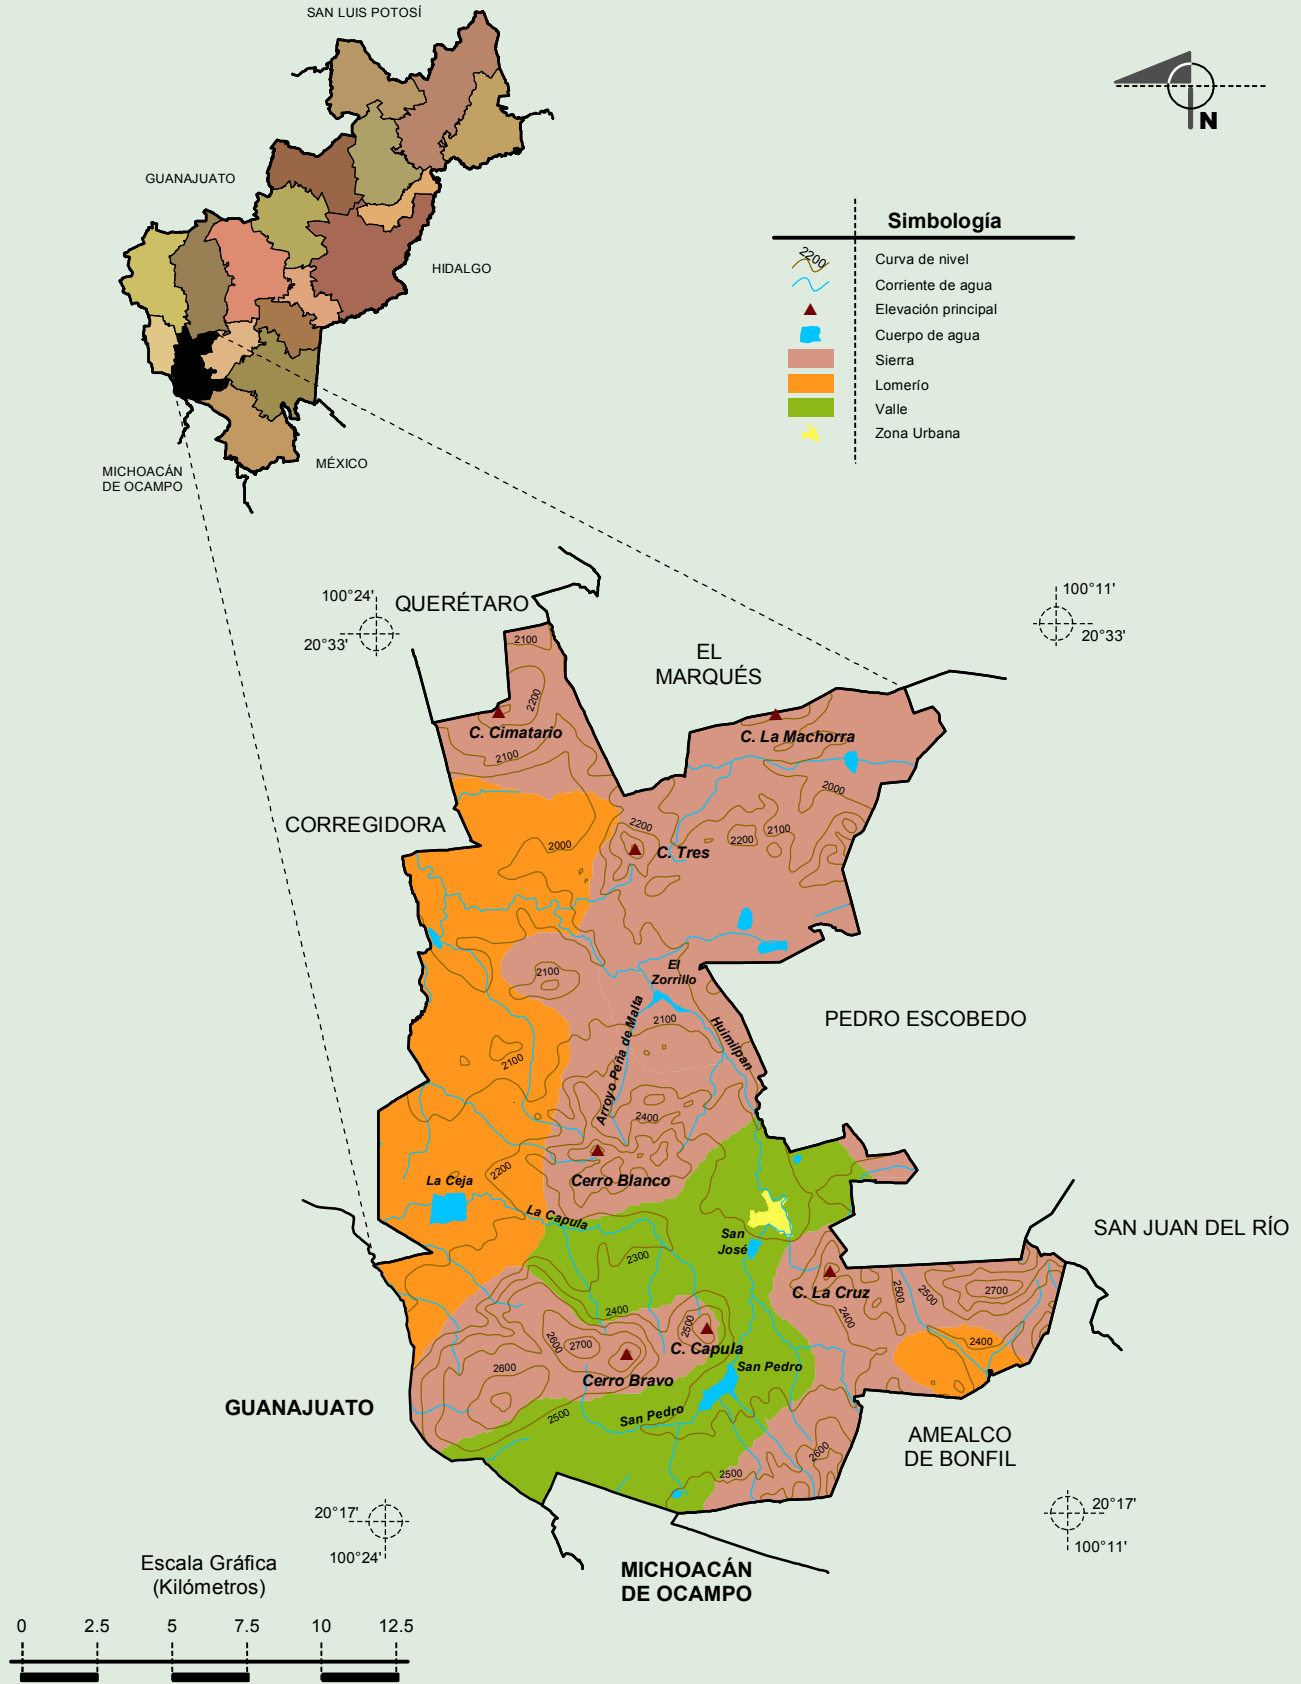 SAN LUIS POTOSÍ
GUANAJUATO
HIDALGO
MICHOACÁN
DE OCAMPO
MÉXICO
N
Simbología
2200
Curva de nivel
Corriente de agua
Elevación principal
Cuerpo de agua
Sierra
Lomerío
Valle
Zona Urbana
100°24'
20°33'
QUERÉTARO
EL
MARQUÉS
100°11'
20°33'
2100
2200
C. Cimatario
2100
C. La Machorra
2000
CORREGIDORA
2000
2200
C. Tres
2200
2100
2100
El
Zorrillo
Arroyo Peña de Malta
2100
Huimilpan
PEDRO ESCOBEDO
2100
2400
2200
Cerro Blanco
La Ceja
La Capula
San
José
2300
SAN JUAN DEL RÍO
C. La Cruz
2400
2500
2500
2700
2400
2400
2500
C. Capula
2600
2700
2600
Cerro Bravo
San Pedro
San Pedro
2500
GUANAJUATO
2600
2500
AMEALCO
DE BONFIL
20°17'
100°24'
20°17'
100°11'
MICHOACÁN
DE OCAMPO
Escala Gráfica
(Kilómetros)
0 2.5 5 7.5 10 12.5